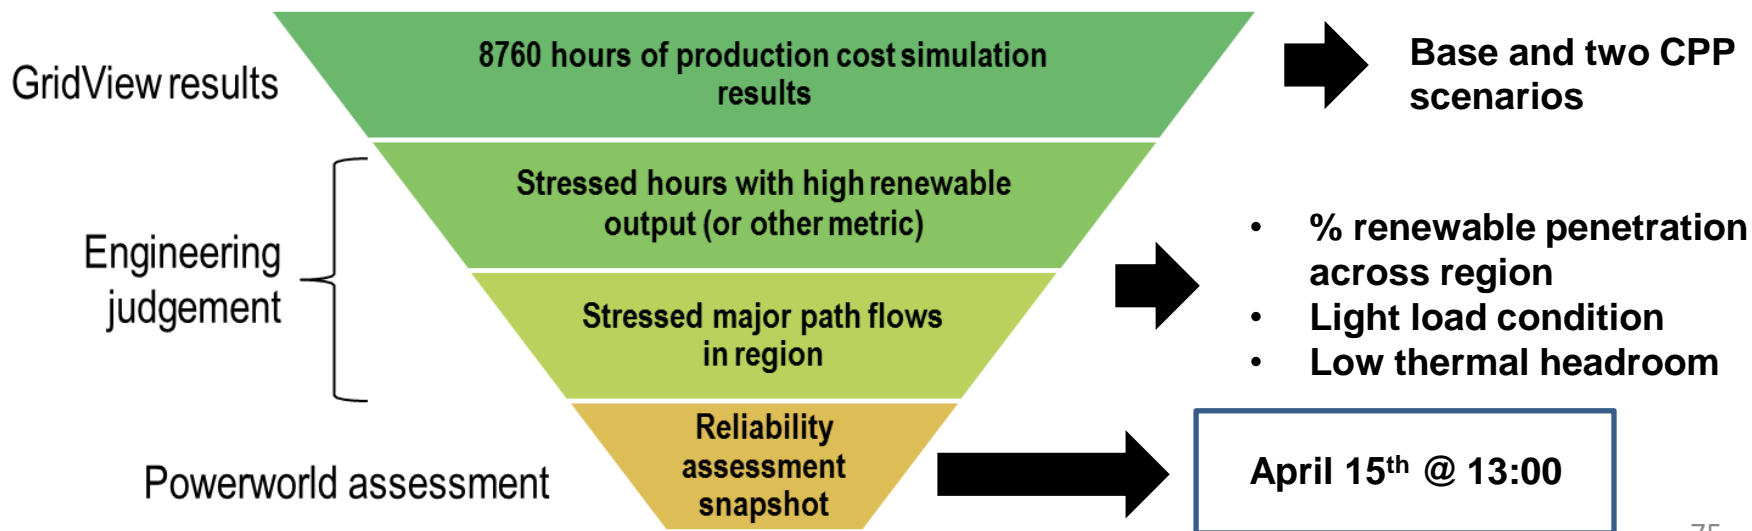 GridView results
8760 hours of production cost simulation
results
Base and two CPP
scenarios
Engineering
judgement
Stressed hours with high renewable
output (or other metric)
Stressed major path flows
in region
• % renewable penetration
across region
• Light load condition
• Low thermal headroom
Powerworld assessment
Reliability
assessment
snapshot
April 15th @ 13:00